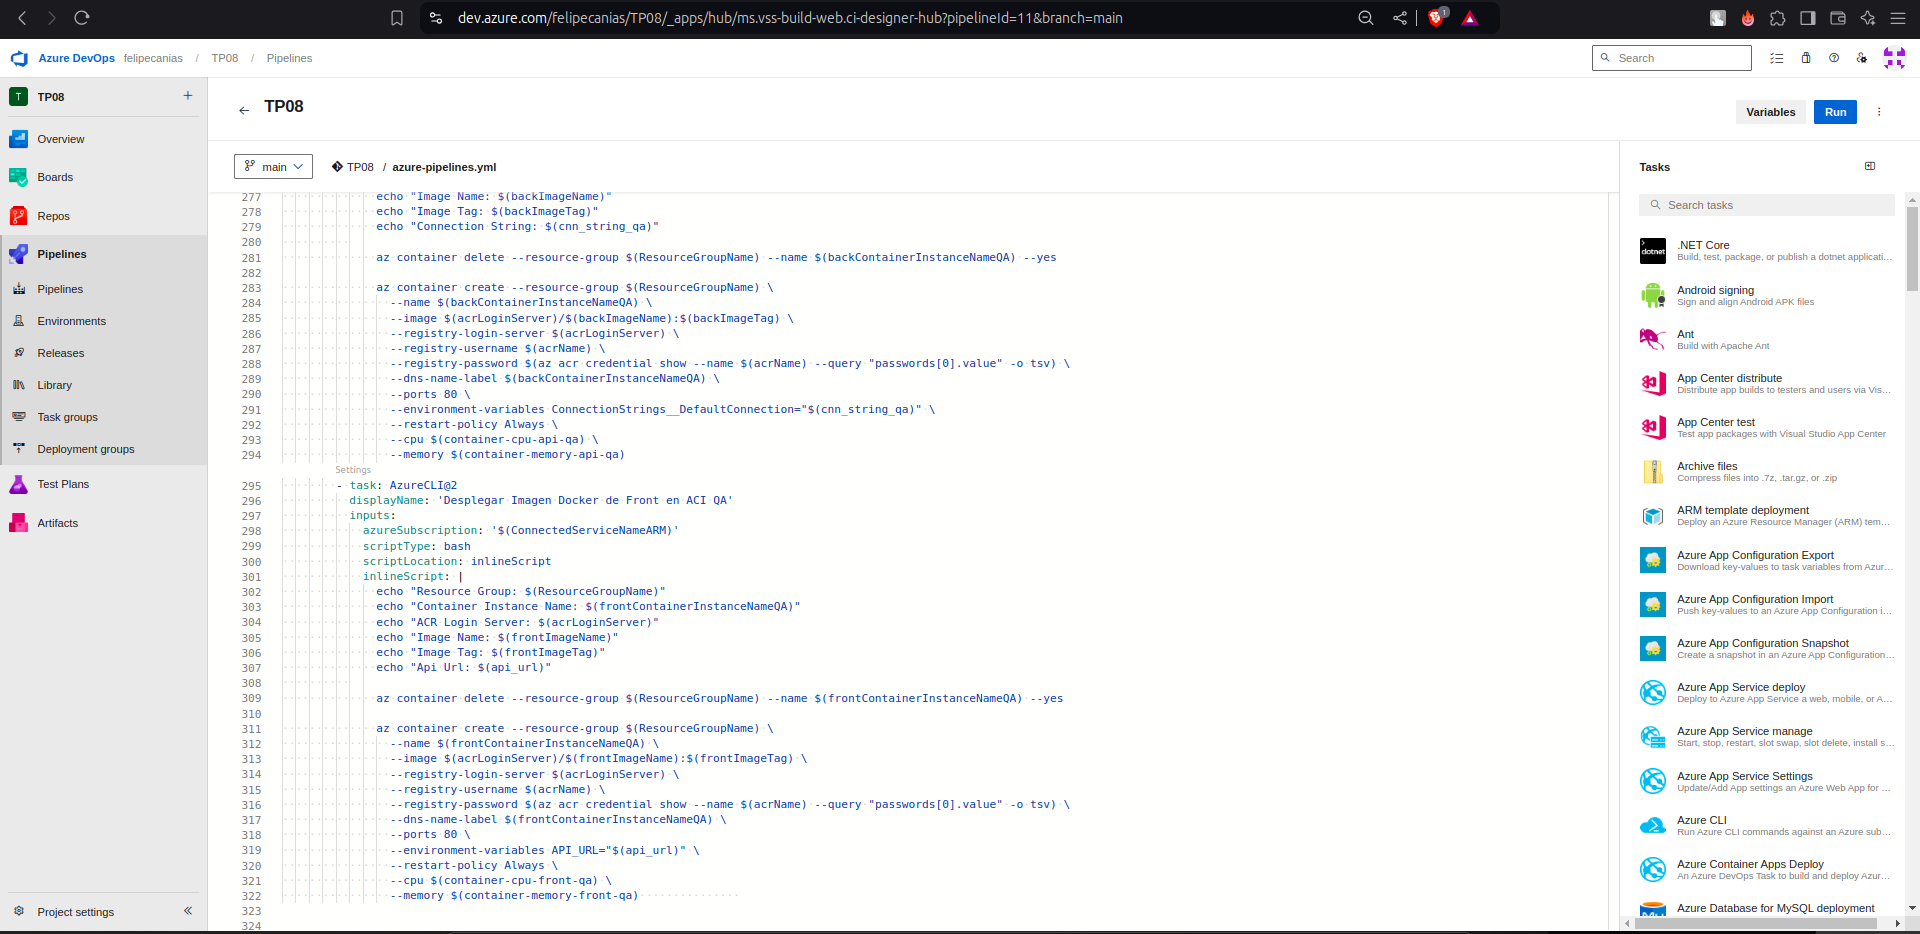 dev.azure.com/felipecanias/TP08/_apps/hub/ms.vss-build-web.ci-designer-hub?pipelineId=11&branch=main
1
Azure DevOps felipecanias / TP08 / Pipelines
Search
T TP08 +
Overview
Boards
Repos
Pipelines
Pipelines
Environments
Releases
Library
Task groups
Deployment groups
Test Plans
Artifacts
Project settings
TP08
Variables
Run
main
TP08 / azure-pipelines.yml
277 echo "Image Name: $(backImageName)"
278 echo "Image Tag: $(backImageTag)"
279 echo "Connection String: $(cnn_string_qa)"
280
281 az container delete --resource-group $(ResourceGroupName) --name $(backContainerInstanceNameQA) --yes
282
283 az container create --resource-group $(ResourceGroupName) \
284 --name $(backContainerInstanceNameQA) \
285 --image $(acrLoginServer)/$(backImageName):$(backImageTag) \
286 --registry-login-server $(acrLoginServer) \
287 --registry-username $(acrName) \
288 --registry-password $(az acr credential show --name $(acrName) --query "passwords[0].value" -o tsv) \
289 --dns-name-label $(backContainerInstanceNameQA) \
290 --ports 80 \
291 --environment-variables ConnectionStrings__DefaultConnection="$(cnn_string_qa)" \
292 --restart-policy Always \
293 --cpu $(container-cpu-api-qa) \
294 --memory $(container-memory-api-qa)
Settings
295 - task: AzureCLI@2
296 displayName: 'Desplegar Imagen Docker de Front en ACI QA'
297 inputs:
298 azureSubscription: '$(ConnectedServiceNameARM)'
299 scriptType: bash
300 scriptLocation: inlineScript
301 inlineScript: |
302 echo "Resource Group: $(ResourceGroupName)"
303 echo "Container Instance Name: $(frontContainerInstanceNameQA)"
304 echo "ACR Login Server: $(acrLoginServer)"
305 echo "Image Name: $(frontImageName)"
306 echo "Image Tag: $(frontImageTag)"
307 echo "Api Url: $(api_url)"
308
309 az container delete --resource-group $(ResourceGroupName) --name $(frontContainerInstanceNameQA) --yes
310
311 az container create --resource-group $(ResourceGroupName) \
312 --name $(frontContainerInstanceNameQA) \
313 --image $(acrLoginServer)/$(frontImageName):$(frontImageTag) \
314 --registry-login-server $(acrLoginServer) \
315 --registry-username $(acrName) \
316 --registry-password $(az acr credential show --name $(acrName) --query "passwords[0].value" -o tsv) \
317 --dns-name-label $(frontContainerInstanceNameQA) \
318 --ports 80 \
319 --environment-variables API_URL="$(api_url)" \
320 --restart-policy Always \
321 --cpu $(container-cpu-front-qa) \
322 --memory $(container-memory-front-qa)
323
324
Tasks
Search tasks
dotnet
.NET Core
Build, test, package, or publish a dotnet applicati...
Android signing
Sign and align Android APK files
Ant
Build with Apache Ant
App Center distribute
Distribute app builds to testers and users via Vis...
App Center test
Test app packages with Visual Studio App Center
Archive files
Compress files into .7z, .tar.gz, or .zip
ARM template deployment
Deploy an Azure Resource Manager (ARM) tem...
Azure App Configuration Export
Download key-values to task variables from Azur...
Azure App Configuration Import
Push key-values to an Azure App Configuration i...
Azure App Configuration Snapshot
Create a snapshot in an Azure App Configuration...
Azure App Service deploy
Deploy to Azure App Service a web, mobile, or A...
Azure App Service manage
Start, stop, restart, slot swap, slot delete, install s...
Azure App Service Settings
Update/Add App settings an Azure Web App for ...
Azure CLI
Run Azure CLI commands against an Azure sub...
Azure Container Apps Deploy
An Azure DevOps Task to build and deploy Azur...
Azure Database for MySQL deployment